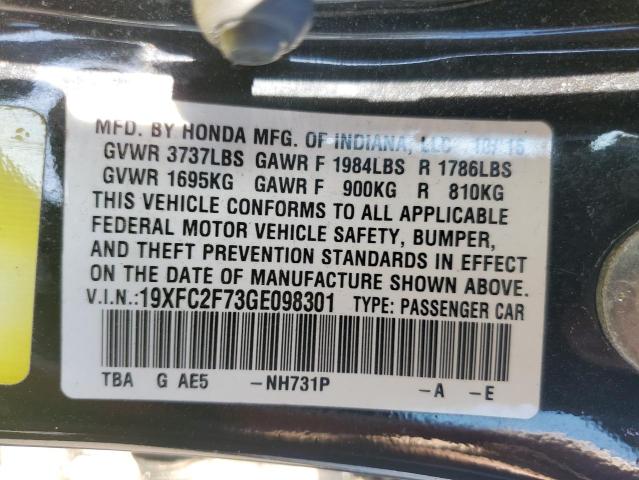 MFD. BY HONDA MFG. OF INDIANA, LLC 10/15
GVWR 3737LBS GAWR F 1984LBS R 1786LBS
GVWR 1695KG GAWR F 900KG R 810KG
THIS VEHICLE CONFORMS TO ALL APPLICABLE
FEDERAL MOTOR VEHICLE SAFETY, BUMPER,
AND THEFT PREVENTION STANDARDS IN EFFECT
ON THE DATE OF MANUFACTURE SHOWN ABOVE.
V.I.N.:19XFC2F73GE098301 TYPE: PASSENGER CAR
TBA G AE5 -NH731P -A -E